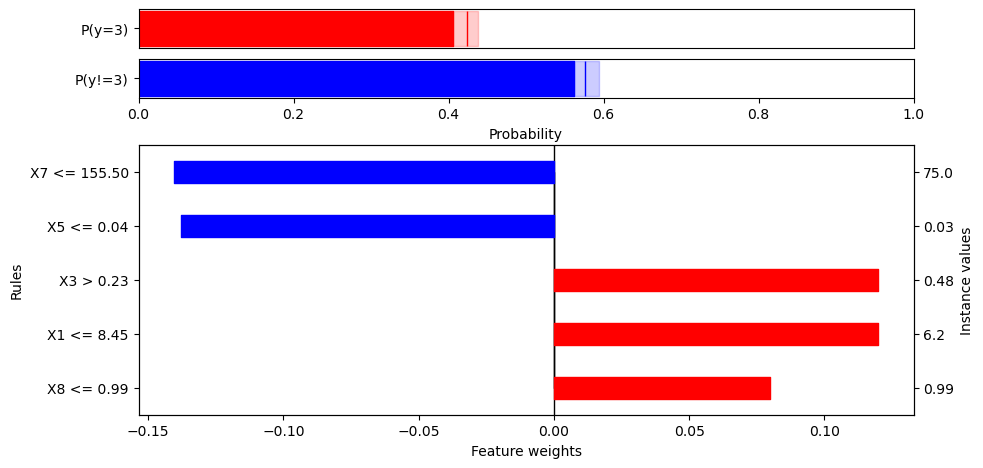 P(y=3)
P(y!=3)
0.0 0.2 0.4 0.6 0.8 1.0
Probability
X7 <= 155.50 75.0
X5 <= 0.04 0.03
X3 > 0.23 0.48
X1 <= 8.45 6.2
X8 <= 0.99 0.99
Rules
Instance values
−0.15 −0.10 −0.05 0.00 0.05 0.10
Feature weights